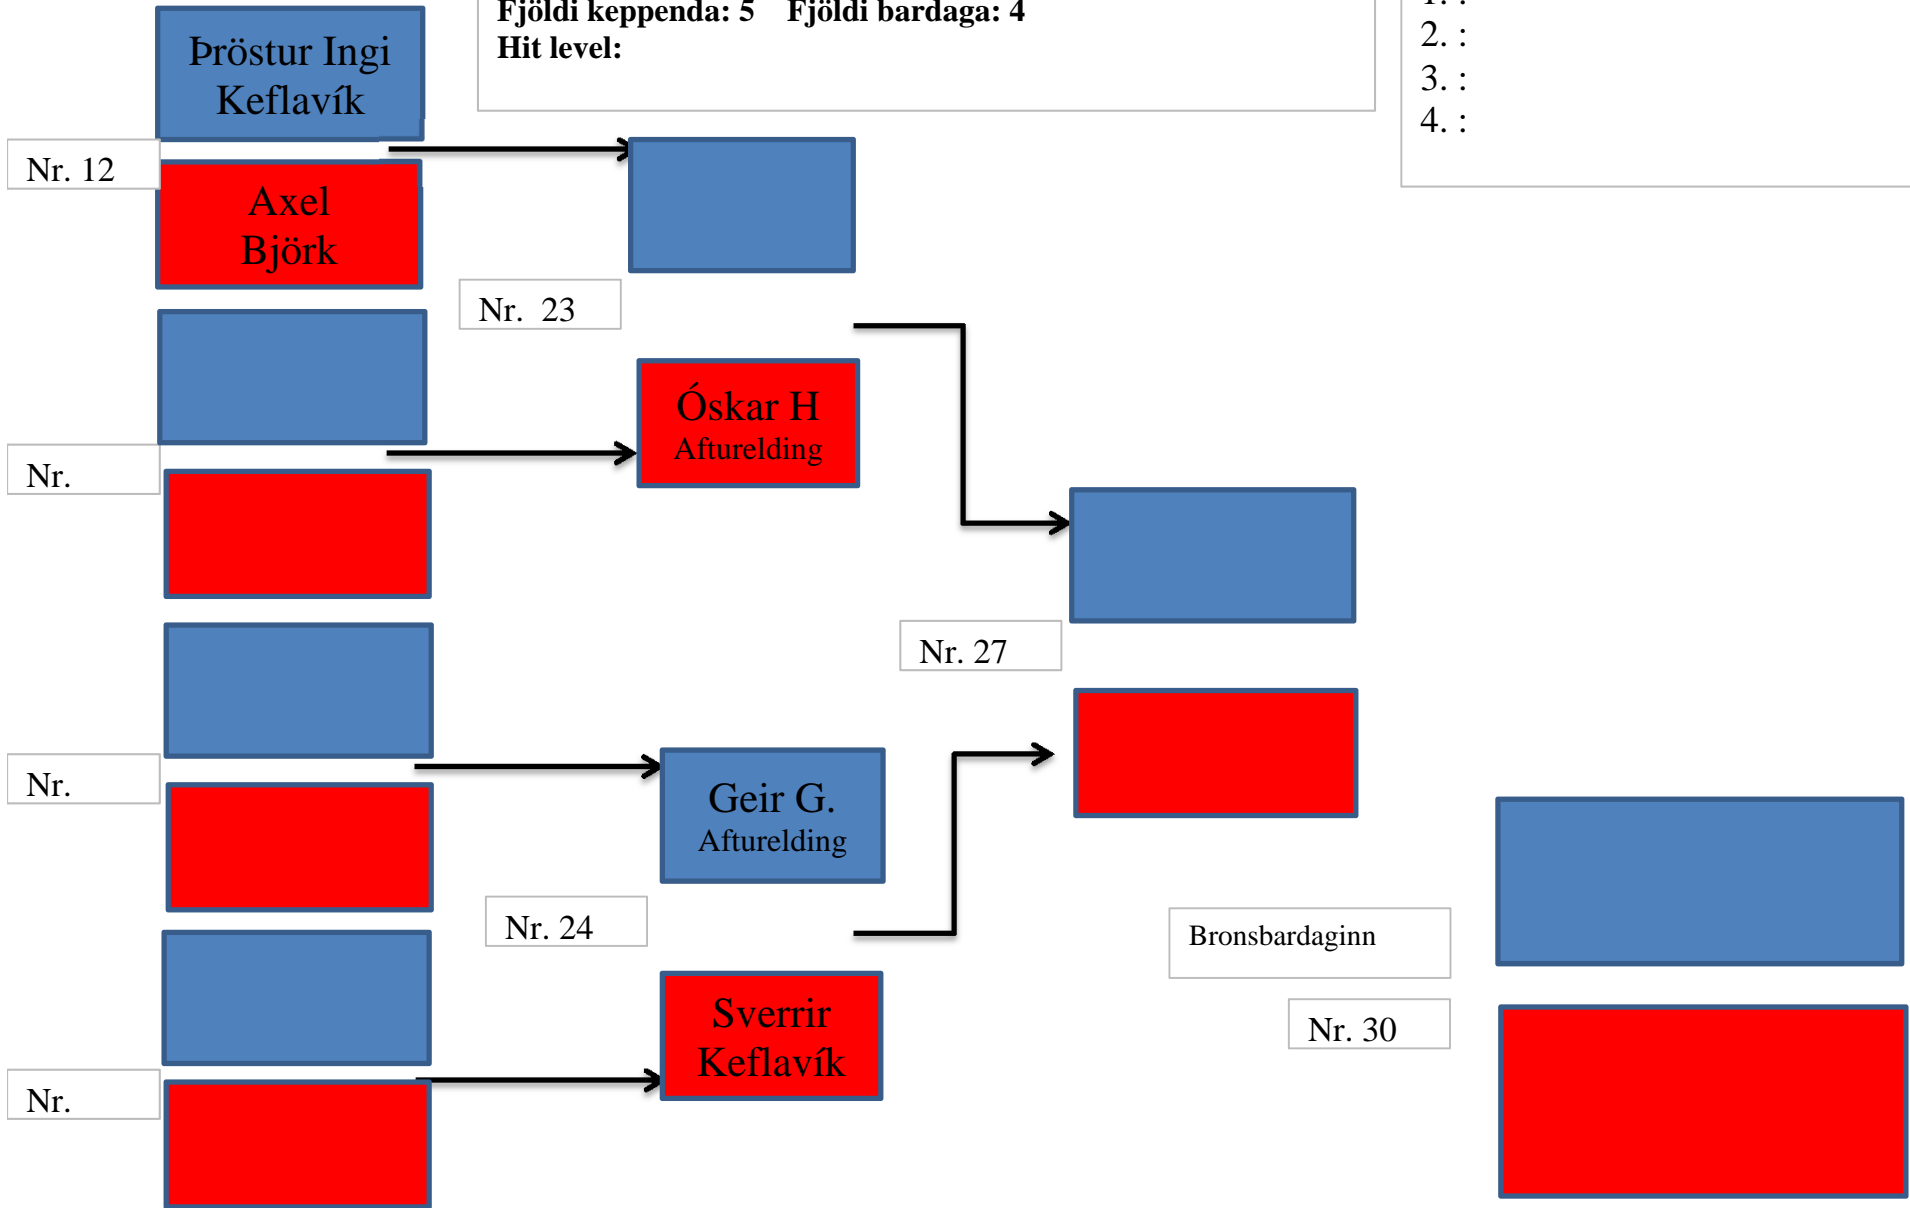 Fjöldi keppenda: 5 Fjöldi bardaga: 4
Hit level:
1. :
2. :
3. :
4. :
Þröstur Ingi
Keflavík
Nr. 12
Axel
Björk
Nr. 23
Óskar H
Afturelding
Nr.
Nr. 27
Nr.
Geir G.
Afturelding
Nr. 24
Bronsbardaginn
Sverrir
Keflavík
Nr. 30
Nr.